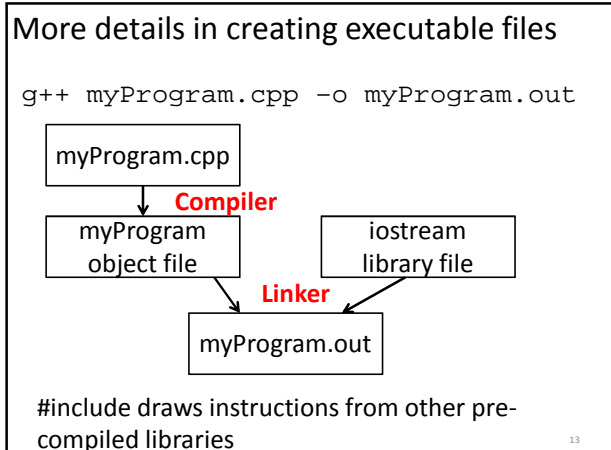 More details in creating executable files
g++ myProgram.cpp –o myProgram.out
myProgram.cpp
Compiler
myProgram
object file
iostream
library file
Linker
myProgram.out
#include draws instructions from other pre-
compiled libraries
13